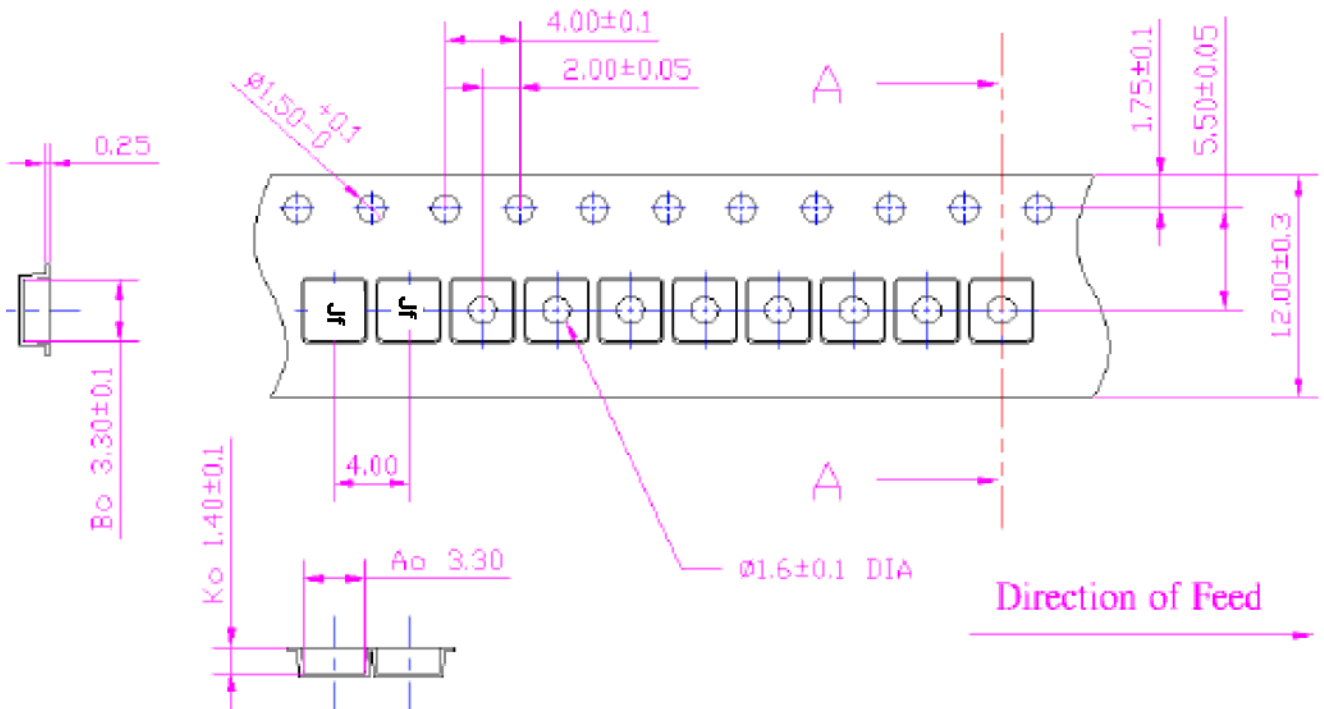 4.00±0.1
2.00±0.05
Ø1.50 +0.1 -0
0.25
A
1.75±0.1
5.50±0.05
12.00±0.3
Jf
Jf
Bo 3.30±0.1
4.00
A
Ko 1.40±0.1
Ao 3.30
Ø1.6±0.1 DIA
Direction of Feed